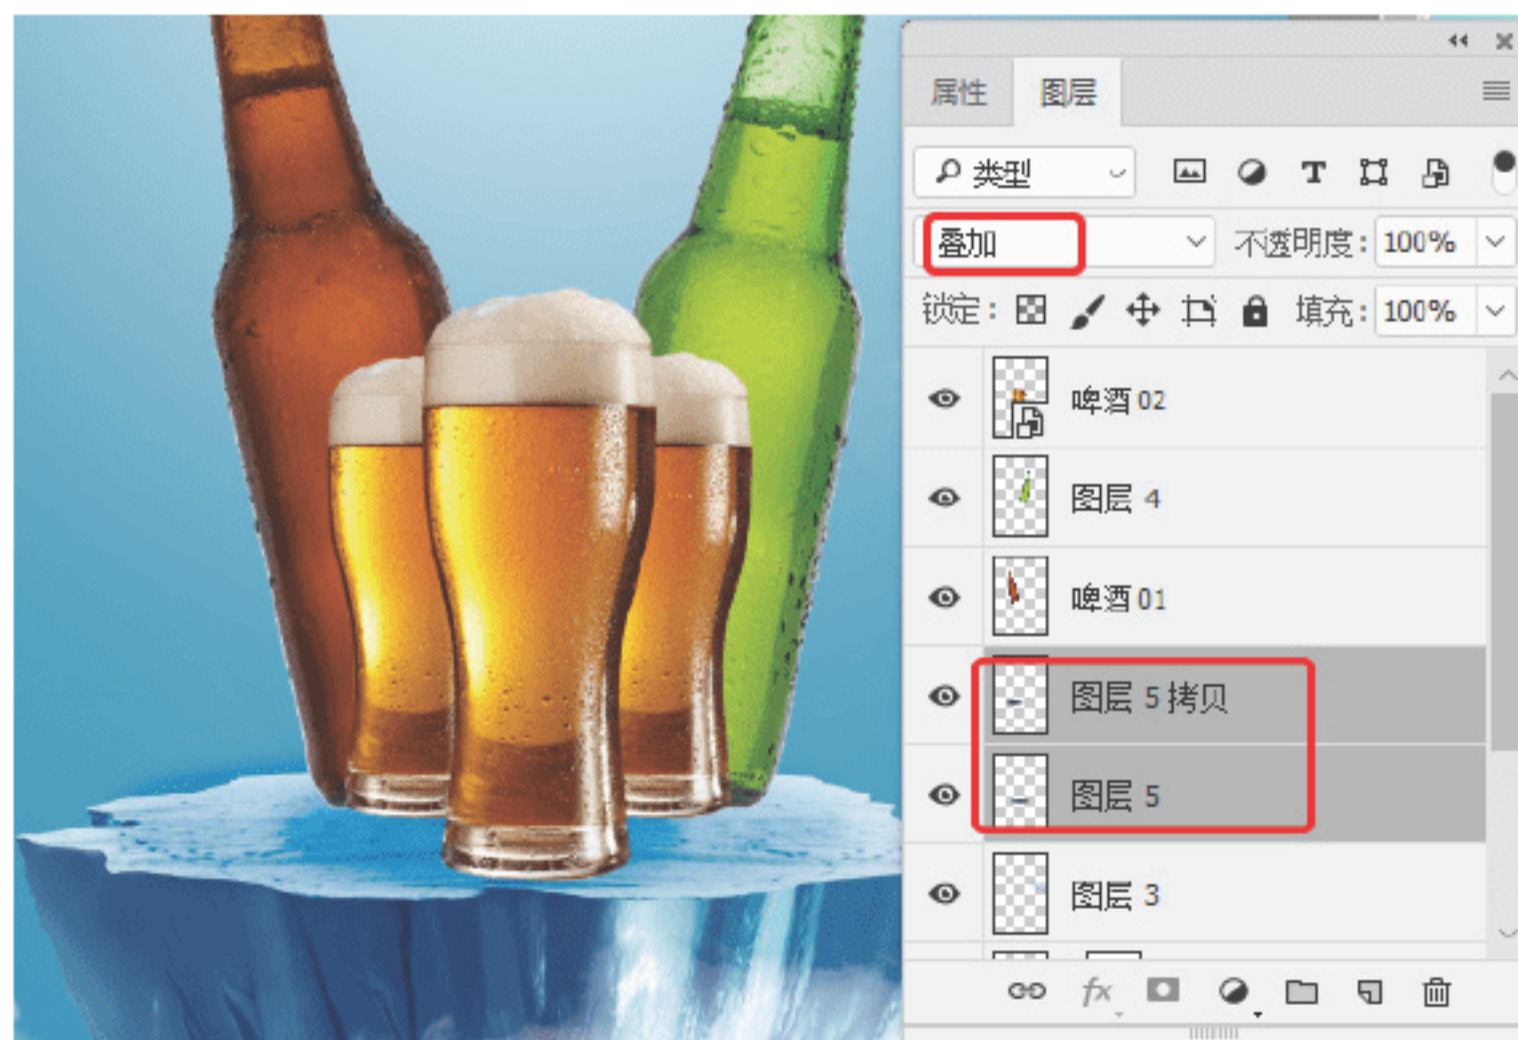 属性 图层
类型
叠加 不透明度: 100%
锁定: 填充: 100%
啤酒 02
图层 4
啤酒 01
图层 5 拷贝
图层 5
图层 3
fx